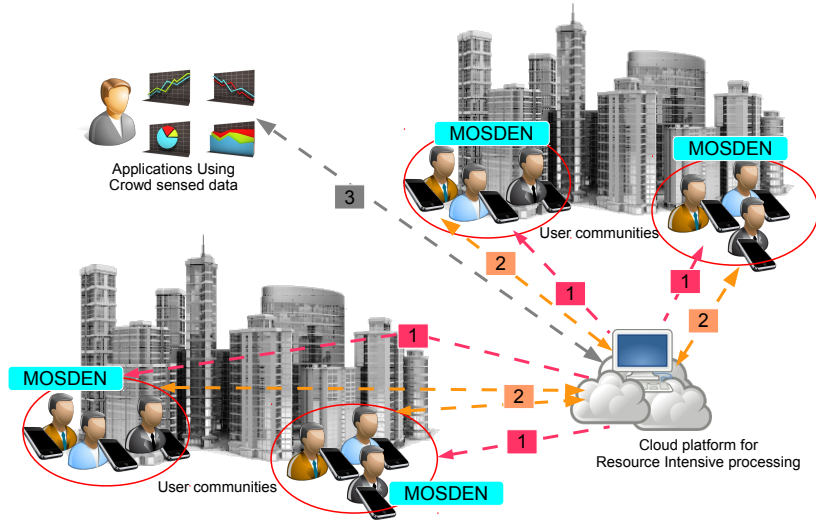 MOSDEN
MOSDEN
Applications Using
Crowd sensed data
3
User communities
2
1
1
2
1
MOSDEN
2
1
Cloud platform for
Resource Intensive processing
User communities
MOSDEN